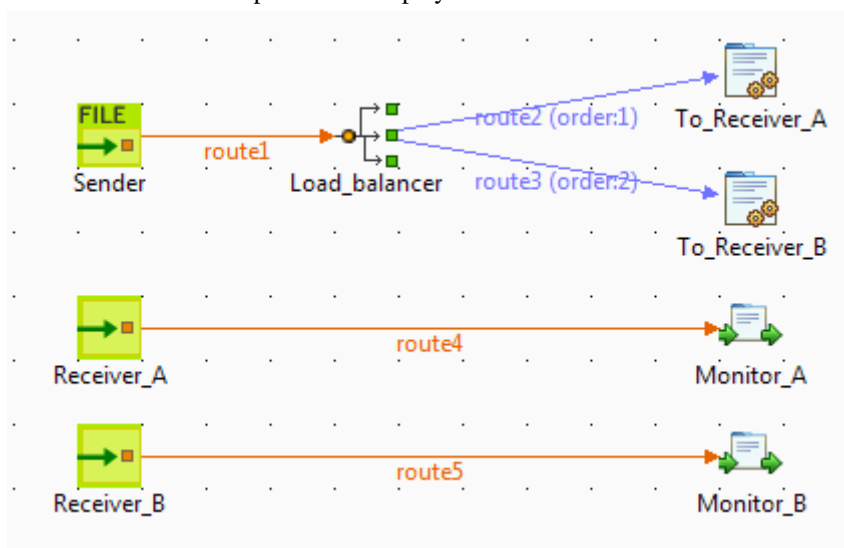 FILE
Sender
route1
Load_balancer
route2 (order:1)
To_Receiver_A
route3 (order:2)
To_Receiver_B
Receiver_A
route4
Monitor_A
Receiver_B
route5
Monitor_B